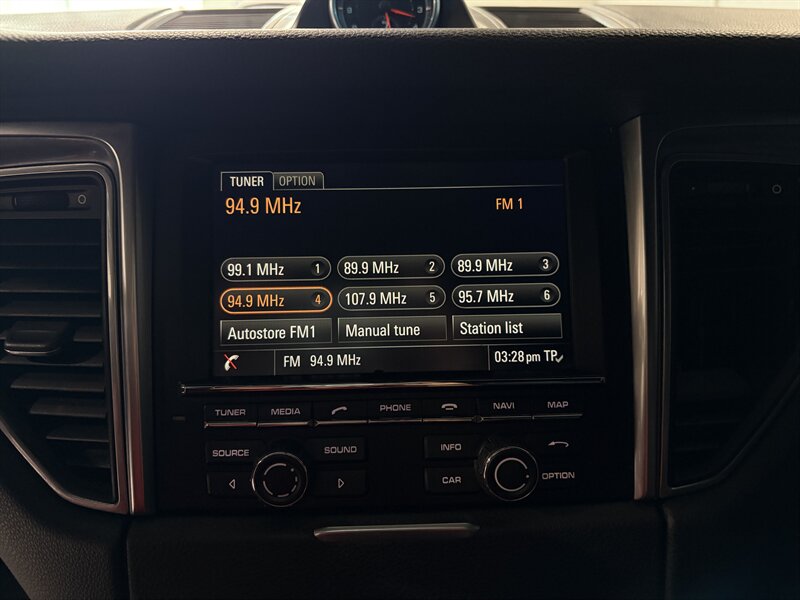 TUNER OPTION
94.9 MHz FM 1
99.1 MHz 1 89.9 MHz 2 89.9 MHz 3
94.9 MHz 4 107.9 MHz 5 95.7 MHz 6
Autostore FM1 Manual tune Station list
FM 94.9 MHz 03:28 pm TP
TUNER MEDIA PHONE NAVI MAP
SOURCE SOUND INFO
CAR OPTION